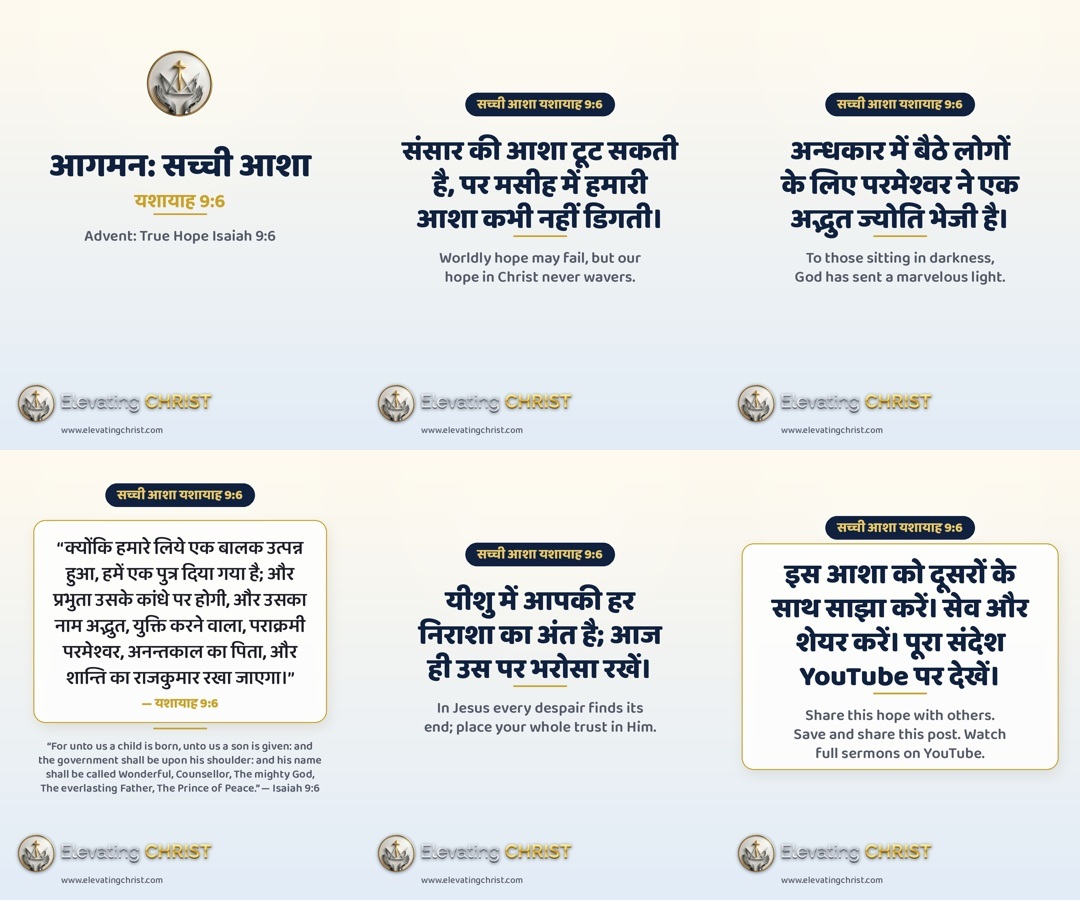 आगमन: सच्ची आशा
यशायाह 9:6
Advent: True Hope Isaiah 9:6
Elevating CHRIST
www.elevatingchrist.com
सच्ची आशा यशायाह 9:6
संसार की आशा टूट सकती
है, पर मसीह में हमारी
आशा कभी नहीं डिगती।
Worldly hope may fail, but our
hope in Christ never wavers.
Elevating CHRIST
www.elevatingchrist.com
सच्ची आशा यशायाह 9:6
अन्धकार में बैठे लोगों
के लिए परमेश्वर ने एक
अद्भुत ज्योति भेजी है।
To those sitting in darkness,
God has sent a marvelous light.
Elevating CHRIST
www.elevatingchrist.com
सच्ची आशा यशायाह 9:6
“क्योंकि हमारे लिये एक बालक उत्पन्न
हुआ, हमें एक पुत्र दिया गया है; और
प्रभुता उसके कांधे पर होगी, और उसका
नाम अद्भुत, युक्ति करने वाला, पराक्रमी
परमेश्वर, अनन्तकाल का पिता, और
शान्ति का राजकुमार रखा जाएगा।”
— यशायाह 9:6
“For unto us a child is born, unto us a son is given: and
the government shall be upon his shoulder: and his name
shall be called Wonderful, Counsellor, The mighty God,
The everlasting Father, The Prince of Peace.” — Isaiah 9:6
Elevating CHRIST
www.elevatingchrist.com
सच्ची आशा यशायाह 9:6
यीशु में आपकी हर
निराशा का अंत है; आज
ही उस पर भरोसा रखें।
In Jesus every despair finds its
end; place your whole trust in Him.
Elevating CHRIST
www.elevatingchrist.com
सच्ची आशा यशायाह 9:6
इस आशा को दूसरों के
साथ साझा करें। सेव और
शेयर करें। पूरा संदेश
YouTube पर देखें।
Share this hope with others.
Save and share this post. Watch
full sermons on YouTube.
Elevating CHRIST
www.elevatingchrist.com